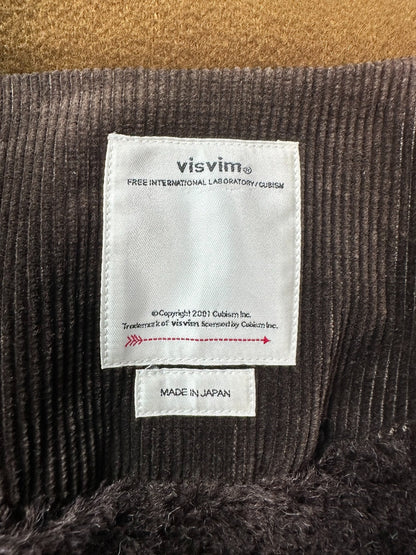 visvim®
FREE INTERNATIONAL LABORATORY / CUBISM
©Copyright 2001 Cubism Inc.
Trademark of visvim licensed by Cubism Inc.
MADE IN JAPAN